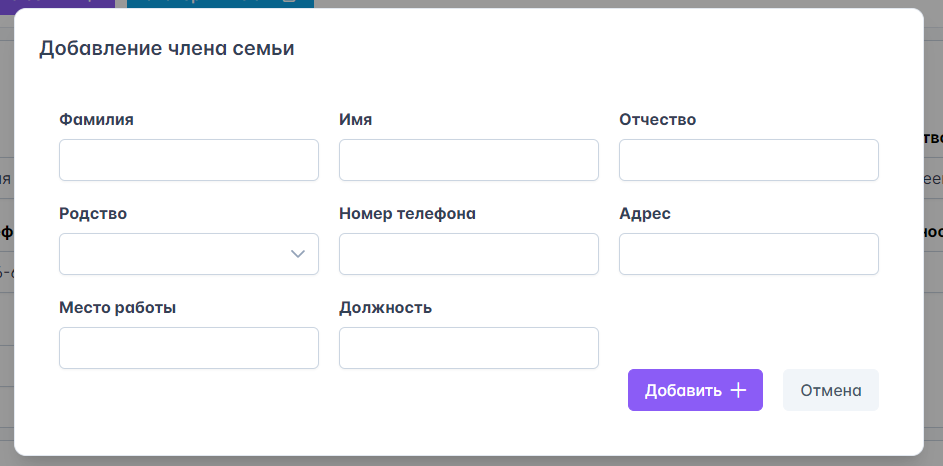 Добавление члена семьи
Фамилия Имя Отчество
Родство Номер телефона Адрес
Место работы Должность
Добавить Отмена